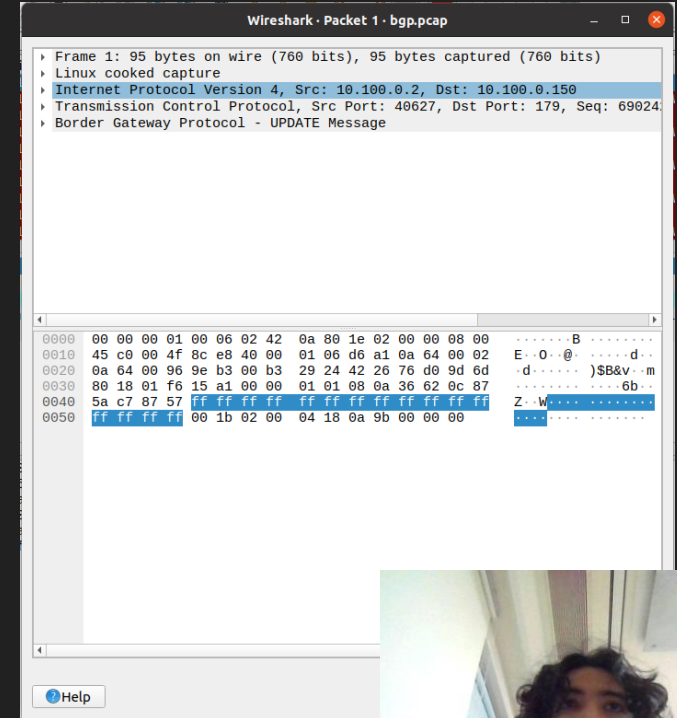 Wireshark · Packet 1 · bgp.pcap
Frame 1: 95 bytes on wire (760 bits), 95 bytes captured (760 bits)
Linux cooked capture
Internet Protocol Version 4, Src: 10.100.0.2, Dst: 10.100.0.150
Transmission Control Protocol, Src Port: 40627, Dst Port: 179, Seq: 69024
Border Gateway Protocol - UPDATE Message
0000 00 00 00 01 00 06 02 42 0a 80 1e 02 00 00 08 00 ·······B ········
0010 45 c0 00 4f 8c e8 40 00 01 06 d6 a1 0a 64 00 02 E··O··@· ·····d··
0020 0a 64 00 96 9e b3 00 b3 29 24 42 26 76 d0 9d 6d ·d······ )$B&v··m
0030 80 18 01 f6 15 a1 00 00 01 01 08 0a 36 62 0c 87 ········ ····6b··
0040 5a c7 87 57 ff ff ff ff ff ff ff ff ff ff ff ff Z··W···· ········
0050 ff ff ff ff 00 1b 02 00 04 18 0a 9b 00 00 00 ········ ·······
Help